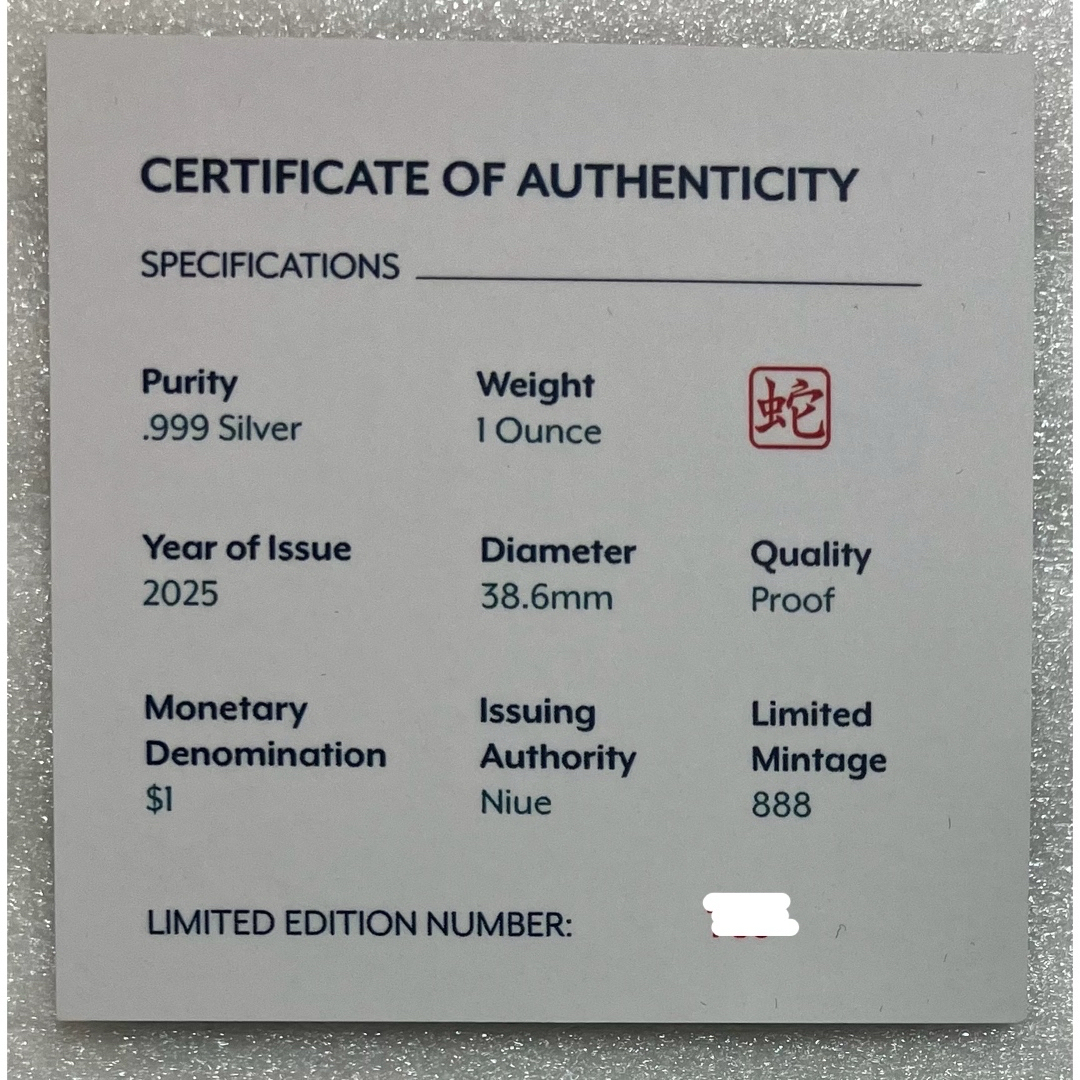 CERTIFICATE OF AUTHENTICITY
SPECIFICATIONS
Purity
.999 Silver
Weight
1 Ounce
蛇
Year of Issue
2025
Diameter
38.6mm
Quality
Proof
Monetary
Denomination
$1
Issuing
Authority
Niue
Limited
Mintage
888
LIMITED EDITION NUMBER: